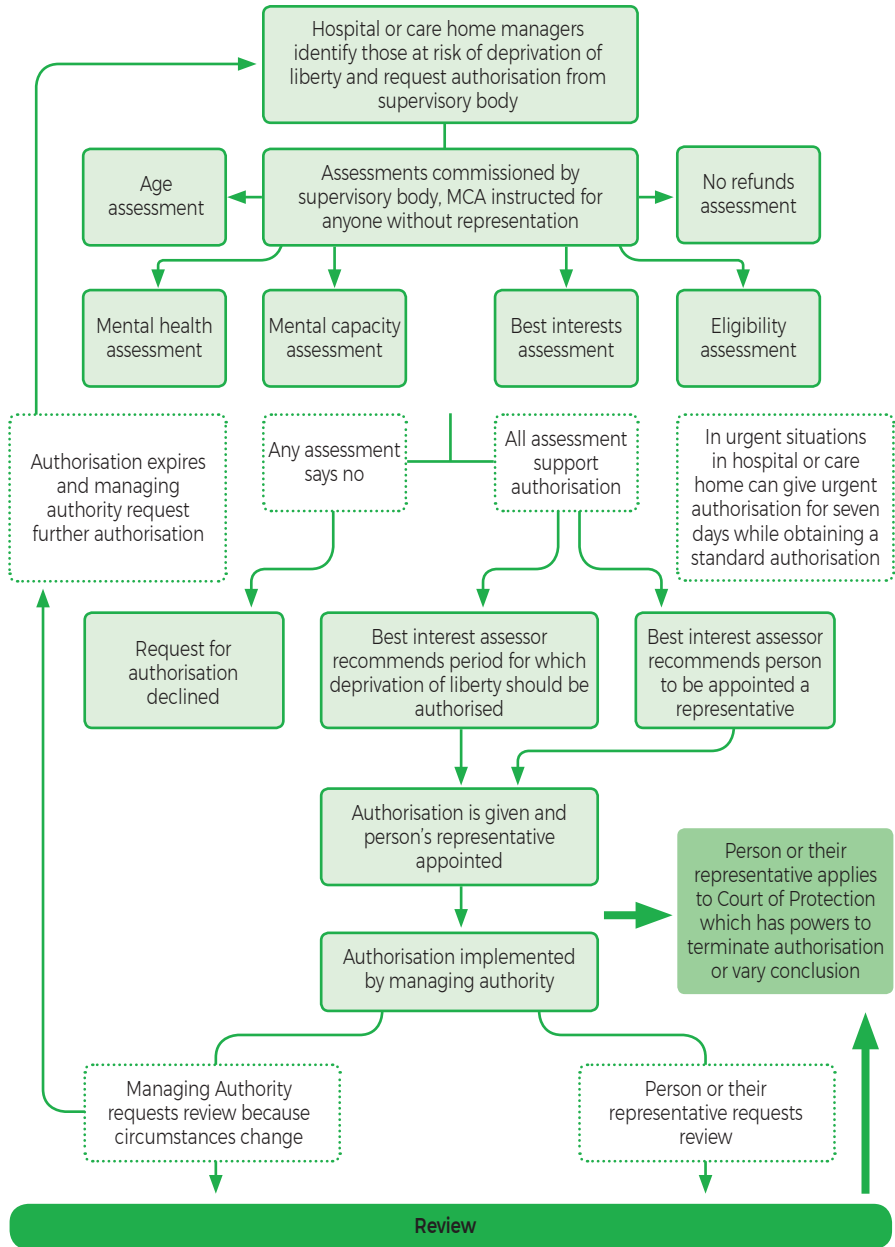 Hospital or care home managers
identify those at risk of deprivation of
liberty and request authorisation from
supervisory body
Age
assessment
Assessments commissioned by
supervisory body, MCA instructed for
anyone without representation
No refunds
assessment
Mental health
assessment
Mental capacity
assessment
Best interests
assessment
Eligibility
assessment
Authorisation expires
and managing
authority request
further authorisation
Any assessment
says no
All assessment
support
authorisation
In urgent situations
in hospital or care
home can give urgent
authorisation for seven
days while obtaining a
standard authorisation
Request for
authorisation
declined
Best interest assessor
recommends period for which
deprivation of liberty should be
authorised
Best interest assessor
recommends person
to be appointed a
representative
Authorisation is given and
person's representative
appointed
Person or their
representative applies
to Court of Protection
which has powers to
terminate authorisation
or vary conclusion
Authorisation implemented
by managing authority
Managing Authority
requests review because
circumstances change
Person or their
representative requests
review
Review